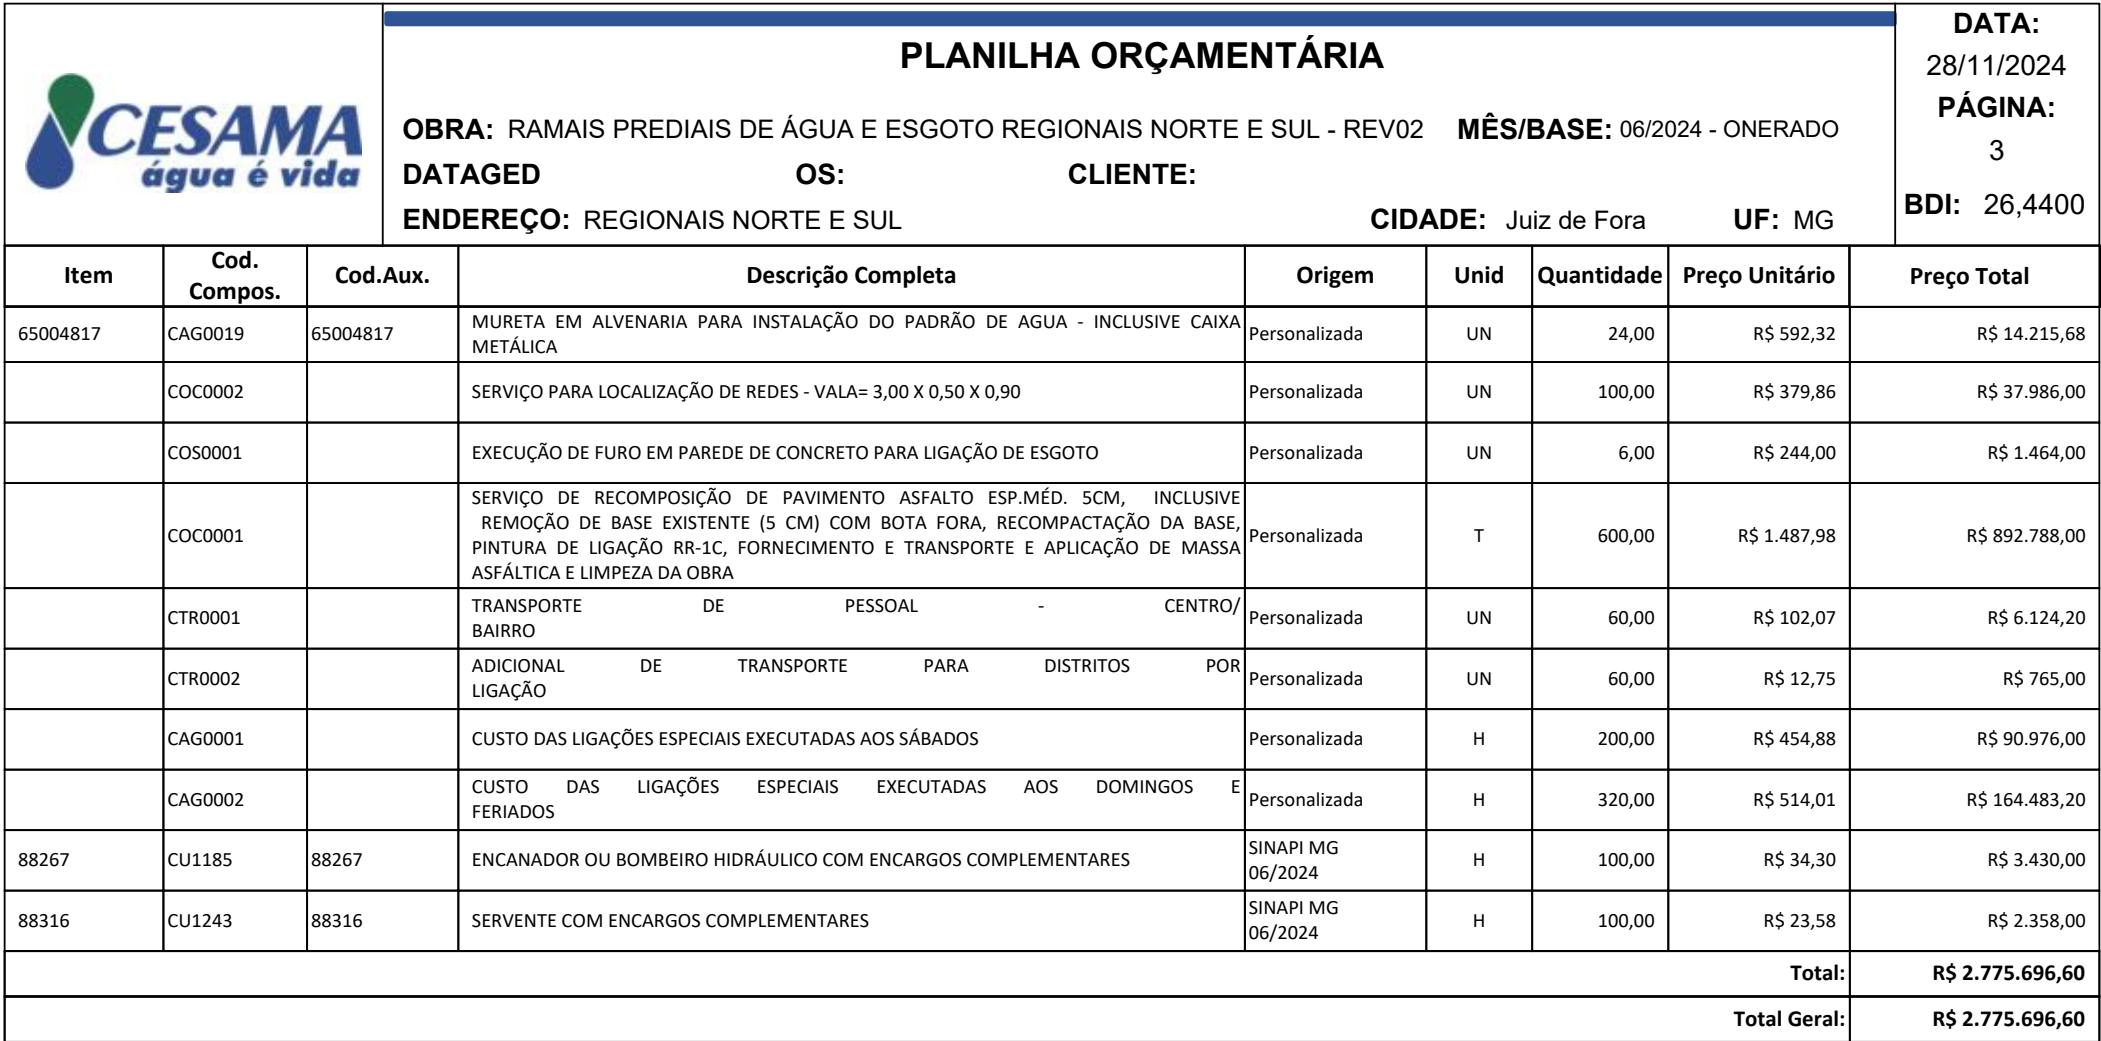 CESAMA
água é vida
PLANILHA ORÇAMENTÁRIA
OBRA: RAMAIS PREDIAIS DE ÁGUA E ESGOTO REGIONAIS NORTE E SUL - REV02 MÊS/BASE: 06/2024 - ONERADO
DATAGED OS: CLIENTE:
ENDEREÇO: REGIONAIS NORTE E SUL CIDADE: Juiz de Fora UF: MG
DATA:
28/11/2024
PÁGINA:
3
BDI: 26,4400
Item Cod. Compos. Cod.Aux. Descrição Completa Origem Unid Quantidade Preço Unitário Preço Total
65004817 CAG0019 65004817 MURETA EM ALVENARIA PARA INSTALAÇÃO DO PADRÃO DE AGUA - INCLUSIVE CAIXA
METÁLICA Personalizada UN 24,00 R$ 592,32 R$ 14.215,68
COC0002 SERVIÇO PARA LOCALIZAÇÃO DE REDES - VALA= 3,00 X 0,50 X 0,90 Personalizada UN 100,00 R$ 379,86 R$ 37.986,00
COS0001 EXECUÇÃO DE FURO EM PAREDE DE CONCRETO PARA LIGAÇÃO DE ESGOTO Personalizada UN 6,00 R$ 244,00 R$ 1.464,00
COC0001 SERVIÇO DE RECOMPOSIÇÃO DE PAVIMENTO ASFALTO ESP.MÉD. 5CM, INCLUSIVE
REMOÇÃO DE BASE EXISTENTE (5 CM) COM BOTA FORA, RECOMPACTAÇÃO DA BASE,
PINTURA DE LIGAÇÃO RR-1C, FORNECIMENTO E TRANSPORTE E APLICAÇÃO DE MASSA
ASFÁLTICA E LIMPEZA DA OBRA Personalizada T 600,00 R$ 1.487,98 R$ 892.788,00
CTR0001 TRANSPORTE DE PESSOAL - CENTRO/
BAIRRO Personalizada UN 60,00 R$ 102,07 R$ 6.124,20
CTR0002 ADICIONAL DE TRANSPORTE PARA DISTRITOS POR
LIGAÇÃO Personalizada UN 60,00 R$ 12,75 R$ 765,00
CAG0001 CUSTO DAS LIGAÇÕES ESPECIAIS EXECUTADAS AOS SÁBADOS Personalizada H 200,00 R$ 454,88 R$ 90.976,00
CAG0002 CUSTO DAS LIGAÇÕES ESPECIAIS EXECUTADAS AOS DOMINGOS E
FERIADOS Personalizada H 320,00 R$ 514,01 R$ 164.483,20
88267 CU1185 88267 ENCANADOR OU BOMBEIRO HIDRÁULICO COM ENCARGOS COMPLEMENTARES SINAPI MG
06/2024 H 100,00 R$ 34,30 R$ 3.430,00
88316 CU1243 88316 SERVENTE COM ENCARGOS COMPLEMENTARES SINAPI MG
06/2024 H 100,00 R$ 23,58 R$ 2.358,00
Total: R$ 2.775.696,60
Total Geral: R$ 2.775.696,60